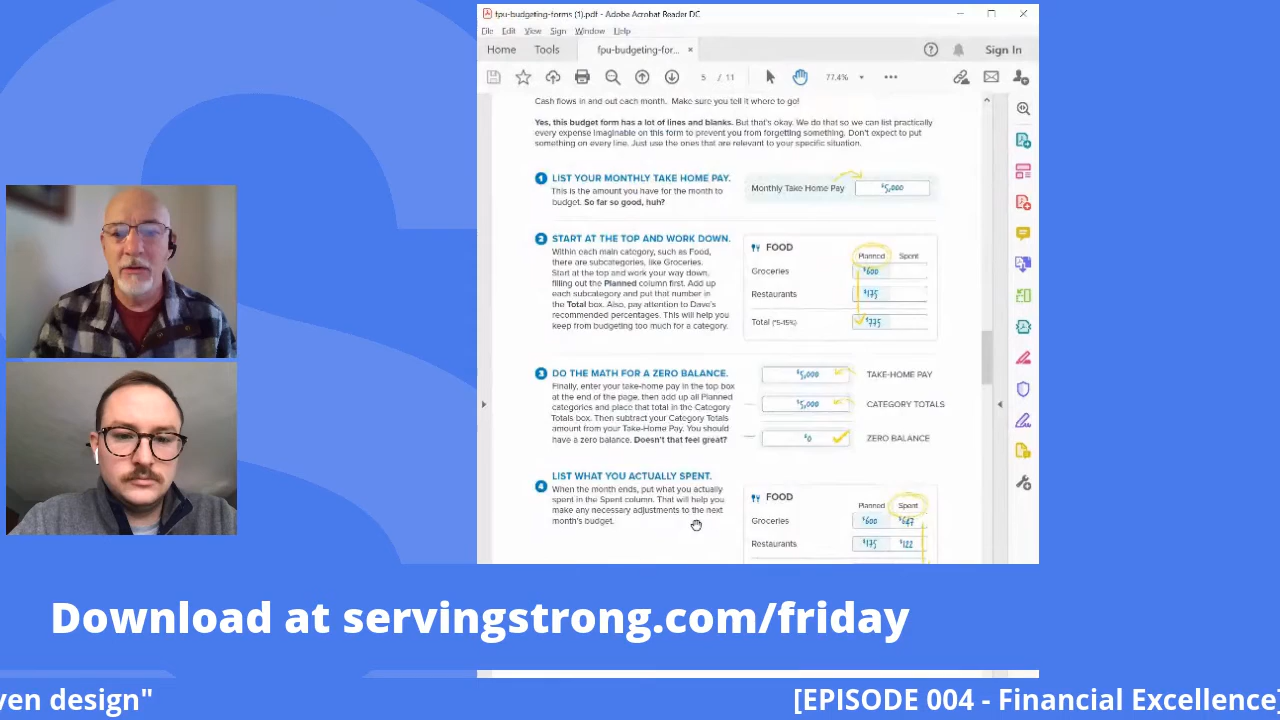 fpu-budgeting-forms (1).pdf - Adobe Acrobat Reader DC
File Edit View Sign Window Help
Home Tools fpu-budgeting-for... × Sign In
5 / 11 77.4%
Cash flows in and out each month. Make sure you tell it where to go!
Yes, this budget form has a lot of lines and blanks. But that's okay. We do that so we can list practically
every expense imaginable on this form to prevent you from forgetting something. Don't expect to put
something on every line. Just use the ones that are relevant to your specific situation.
1 LIST YOUR MONTHLY TAKE HOME PAY.
This is the amount you have for the month to
budget. So far so good, huh?
Monthly Take Home Pay $5,000
2 START AT THE TOP AND WORK DOWN.
Within each main category, such as Food,
there are subcategories, like Groceries.
Start at the top and work your way down,
filling out the Planned column first. Add up
each subcategory and put that number in
the Total box. Also, pay attention to Dave's
recommended percentages. This will help you
keep from budgeting too much for a category.
FOOD
Planned Spent
Groceries $600
Restaurants $175
Total (*5-15%) $775
3 DO THE MATH FOR A ZERO BALANCE.
Finally, enter your take-home pay in the top box
at the end of the page, then add up all Planned
categories and place that total in the Category
Totals box. Then subtract your Category Totals
amount from your Take-Home Pay. You should
have a zero balance. Doesn't that feel great?
$5,000 TAKE-HOME PAY
$5,000 CATEGORY TOTALS
$0 ZERO BALANCE
4 LIST WHAT YOU ACTUALLY SPENT.
When the month ends, put what you actually
spent in the Spent column. That will help you
make any necessary adjustments to the next
month's budget.
FOOD
Planned Spent
Groceries $600 $647
Restaurants $175 $122
Download at servingstrong.com/friday
ven design" [EPISODE 004 - Financial Excellence]